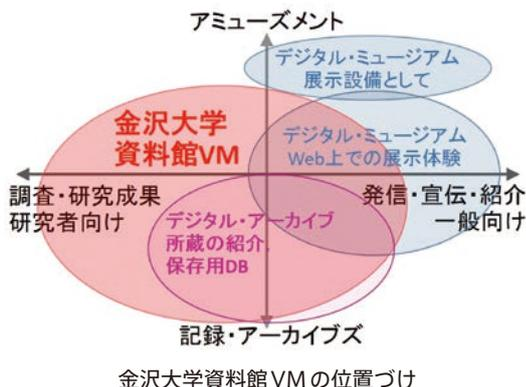 アミューズメント
デジタル・ミュージアム
展示設備として
金沢大学
資料館VM
デジタル・ミュージアム
Web上での展示体験
調査・研究成果
研究者向け
発信・宣伝・紹介
一般向け
デジタル・アーカイブ
所蔵の紹介,
保存用DB
記録・アーカイブズ
金沢大学資料館VMの位置づけ